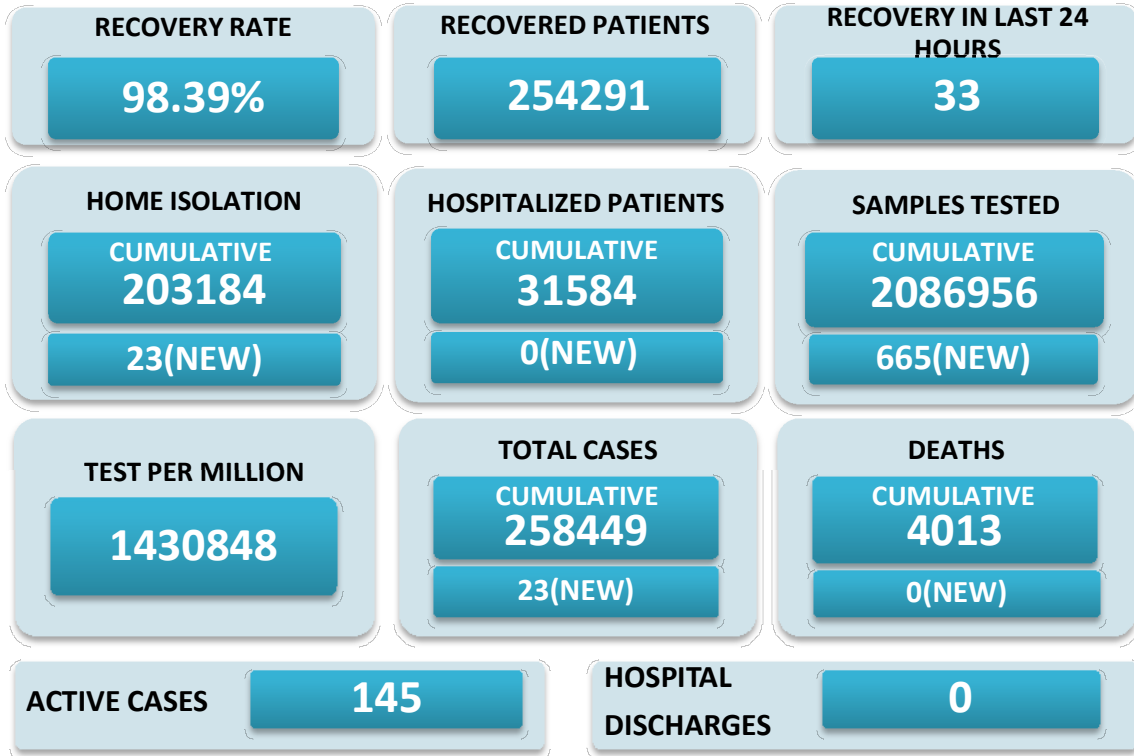 RECOVERY RATE
98.39%
RECOVERED PATIENTS
254291
RECOVERY IN LAST 24
HOURS
33
HOME ISOLATION
CUMULATIVE
203184
23(NEW)
HOSPITALIZED PATIENTS
CUMULATIVE
31584
0(NEW)
SAMPLES TESTED
CUMULATIVE
2086956
665(NEW)
TEST PER MILLION
1430848
TOTAL CASES
CUMULATIVE
258449
23(NEW)
DEATHS
CUMULATIVE
4013
0(NEW)
ACTIVE CASES
145
HOSPITAL
DISCHARGES
0